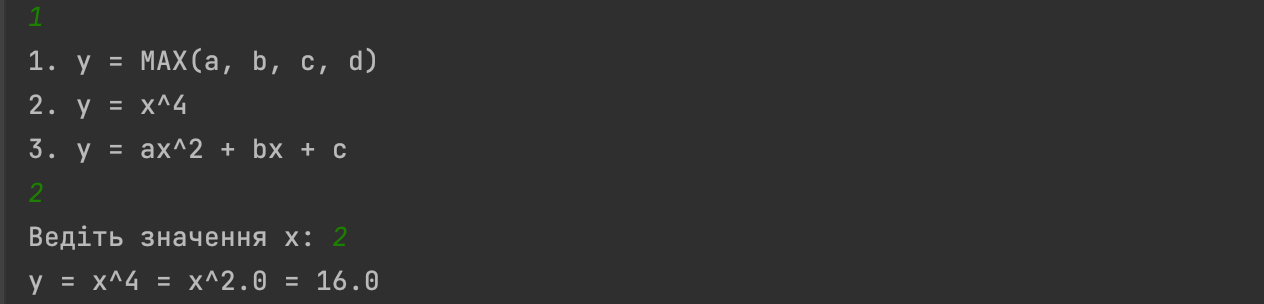 1
1. y = MAX(a, b, c, d)
2. y = x^4
3. y = ax^2 + bx + c
2
Ведіть значення x: 2
y = x^4 = x^2.0 = 16.0